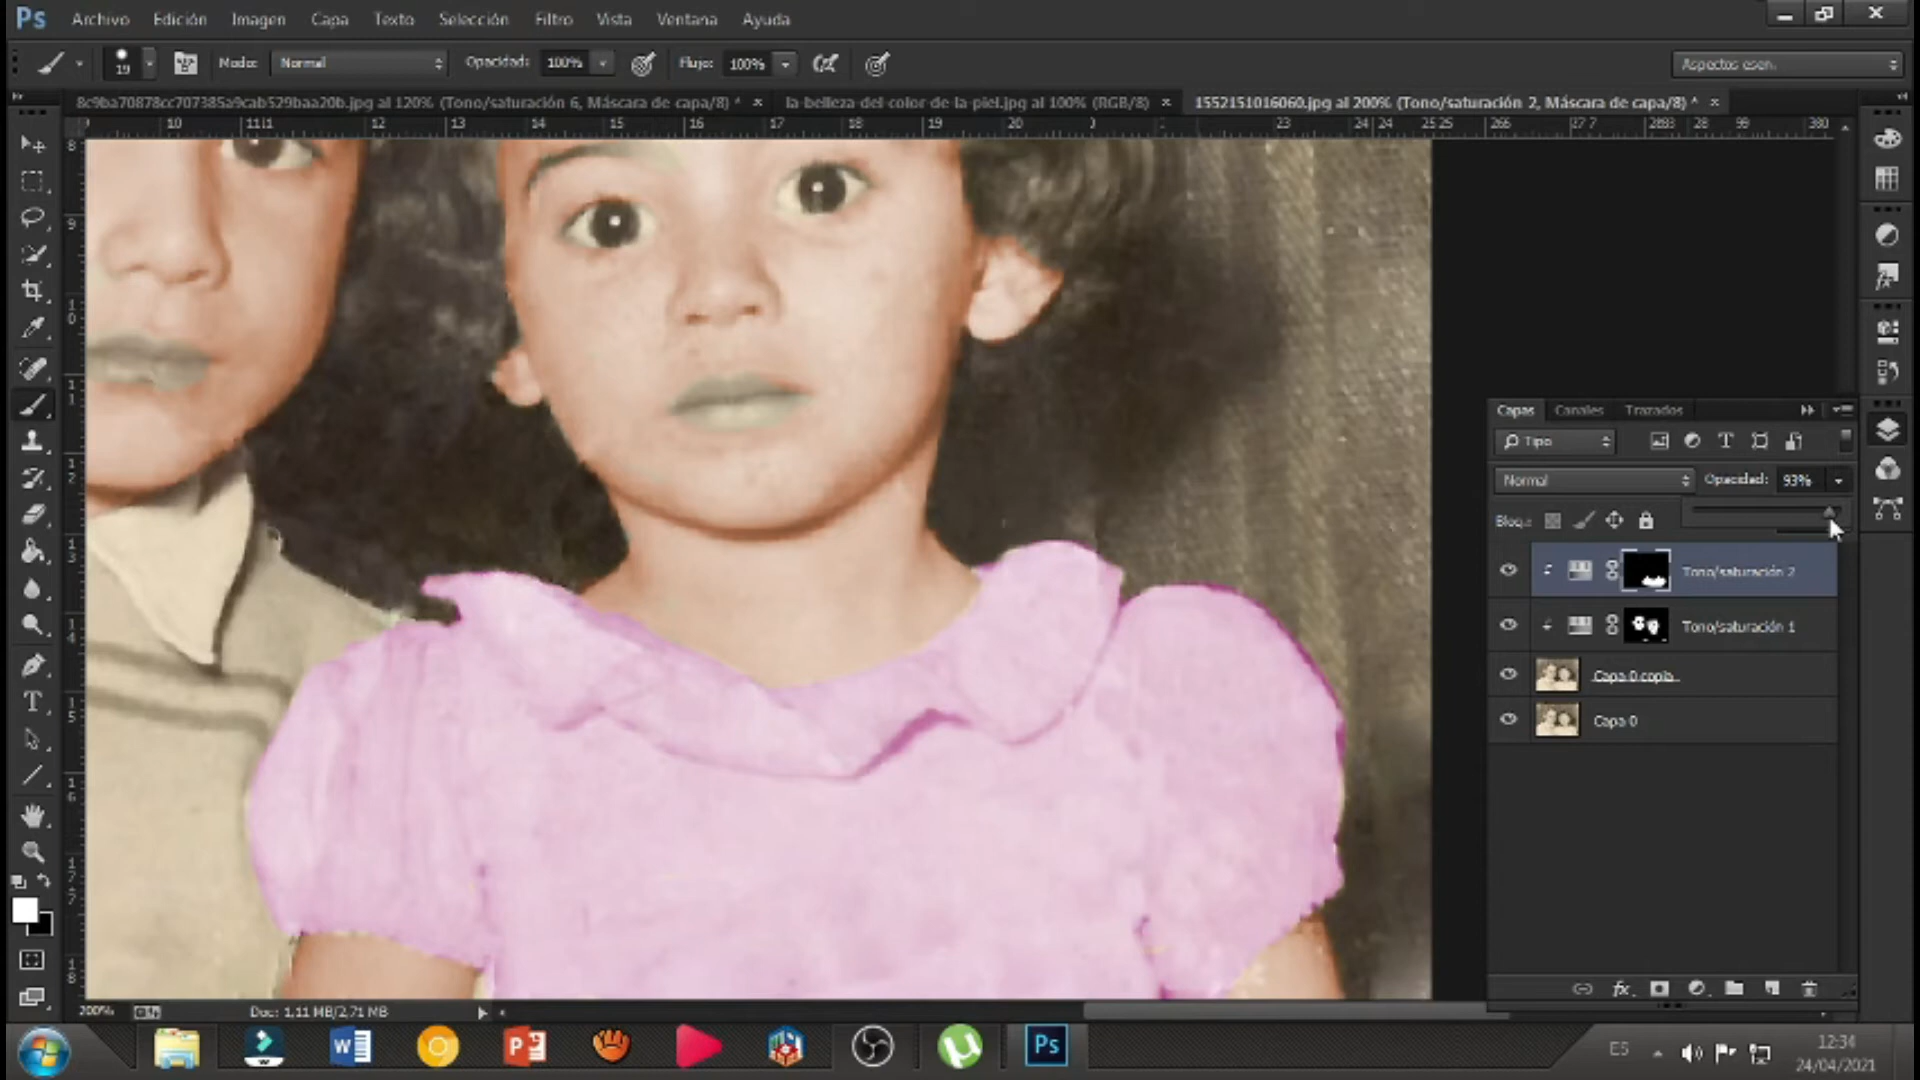 Ps Archivo Edición Imagen Capa Texto Selección Filtro Vista Ventana Ayuda
19 Modo: Normal Opacidad: 100% Flujo: 100% Aspectos esen.
8c9ba70878cc707385a9cab529baa20b.jpg al 120% (Tono/saturación 6, Máscara de capa/8) * × la-belleza-del-color-de-la-piel.jpg al 100% (RGB/8) × 1552151016060.jpg al 200% (Tono/saturación 2, Máscara de capa/8) * ×
Capas Canales Trazados
Tipo
Normal Opacidad: 93%
Bloq.:
Tono/saturación 2
Tono/saturación 1
Capa 0 copia
Capa 0
200% Doc: 1,11 MB/2,71 MB
fx
ES 12:34
24/04/2021